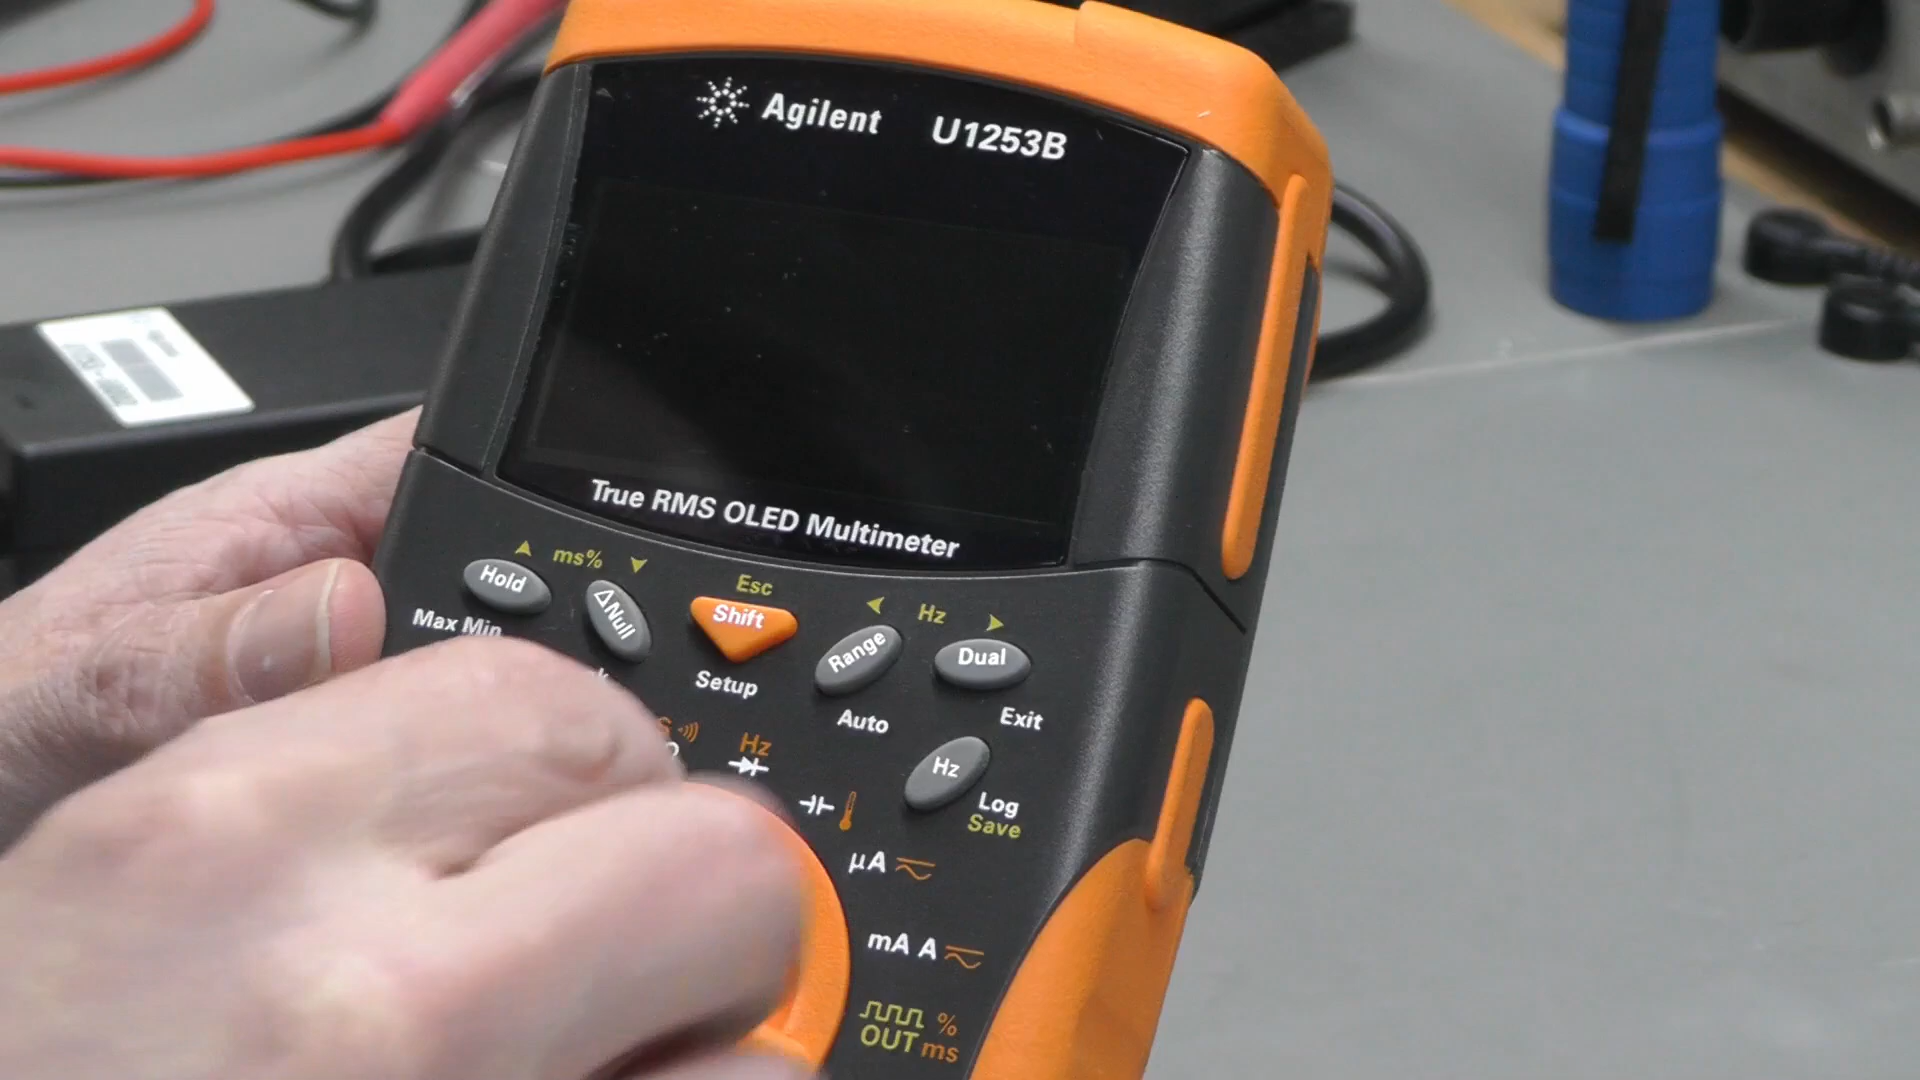 Agilent U1253B
True RMS OLED Multimeter
ms%
Esc
Hz
Hold
ΔNull
Shift
Range
Dual
Max Min
Setup
Auto
Exit
Hz
Hz
Log
Save
µA
mA A
OUT
%
ms